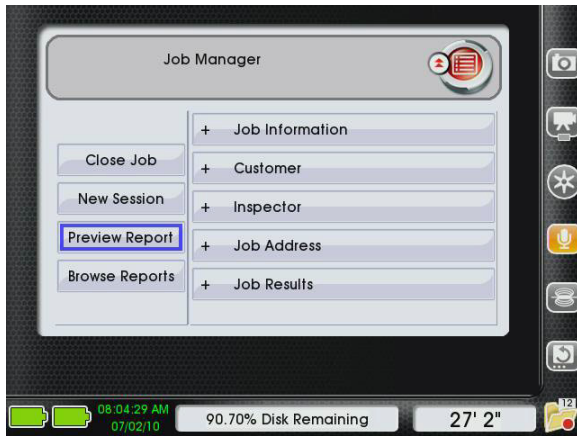 Job Manager
+ Job Information
Close Job
+ Customer
New Session
+ Inspector
Preview Report
+ Job Address
Browse Reports
+ Job Results
08:04:29 AM
07/02/10
90.70% Disk Remaining
27' 2"
12